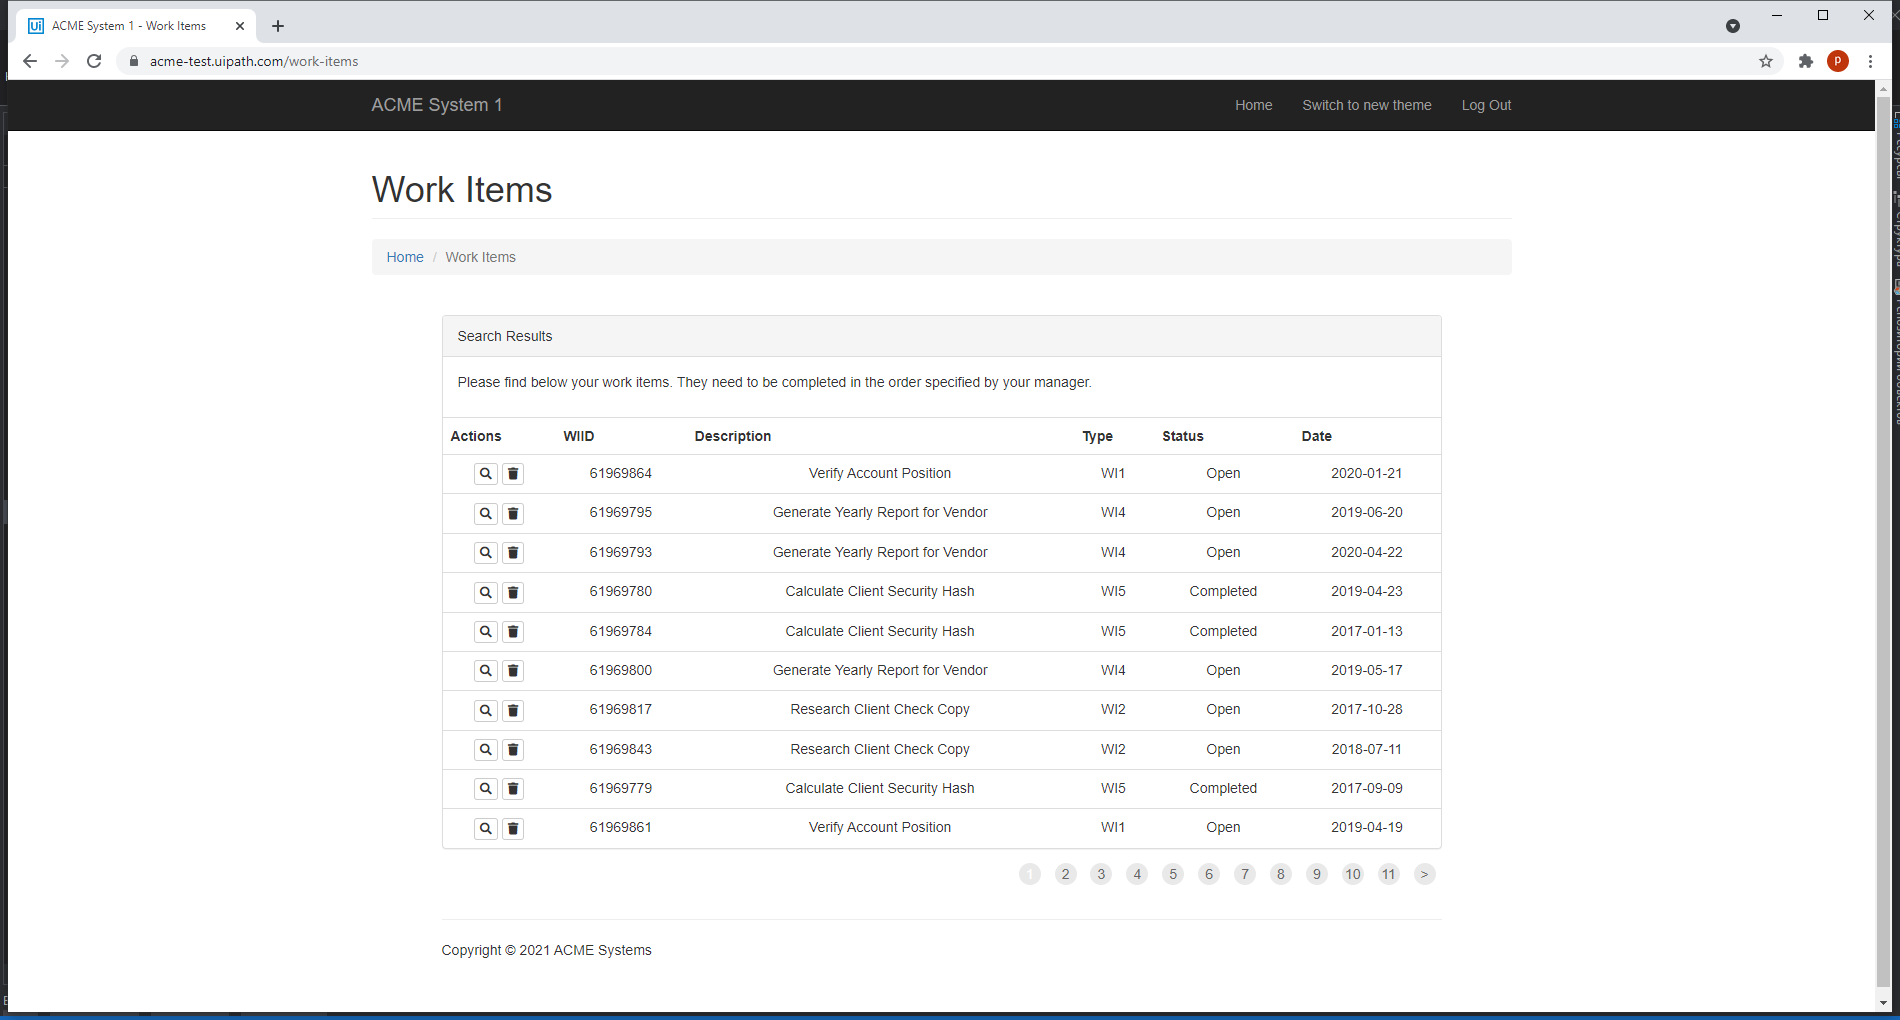 ACME System 1 - Work Items
acme-test.uipath.com/work-items
P
ACME System 1 Home Switch to new theme Log Out
Work Items
Home / Work Items
Search Results
Please find below your work items. They need to be completed in the order specified by your manager.
Actions WIID Description Type Status Date
61969864 Verify Account Position WI1 Open 2020-01-21
61969795 Generate Yearly Report for Vendor WI4 Open 2019-06-20
61969793 Generate Yearly Report for Vendor WI4 Open 2020-04-22
61969780 Calculate Client Security Hash WI5 Completed 2019-04-23
61969784 Calculate Client Security Hash WI5 Completed 2017-01-13
61969800 Generate Yearly Report for Vendor WI4 Open 2019-05-17
61969817 Research Client Check Copy WI2 Open 2017-10-28
61969843 Research Client Check Copy WI2 Open 2018-07-11
61969779 Calculate Client Security Hash WI5 Completed 2017-09-09
61969861 Verify Account Position WI1 Open 2019-04-19
1 2 3 4 5 6 7 8 9 10 11 >
Copyright © 2021 ACME Systems